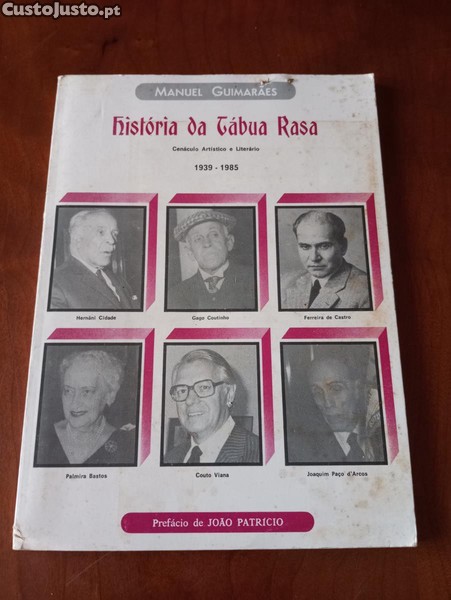 CustoJusto.pt
MANUEL GUIMARÃES
História da Tábua Rasa
Cenáculo Artístico e Literário
1939 - 1985
Hernâni Cidade
Gago Coutinho
Ferreira de Castro
Palmira Bastos
Couto Viana
Joaquim Paço d'Arcos
Prefácio de JOÃO PATRÍCIO